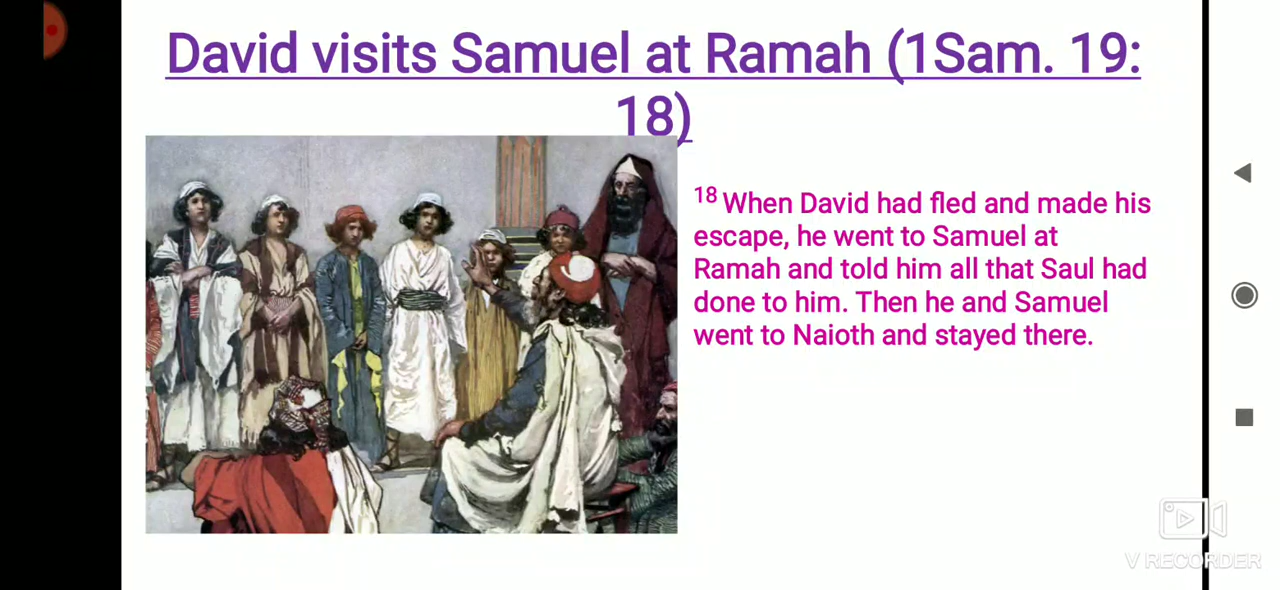 David visits Samuel at Ramah (1Sam. 19:
18)
18 When David had fled and made his
escape, he went to Samuel at
Ramah and told him all that Saul had
done to him. Then he and Samuel
went to Naioth and stayed there.
V RECORDER